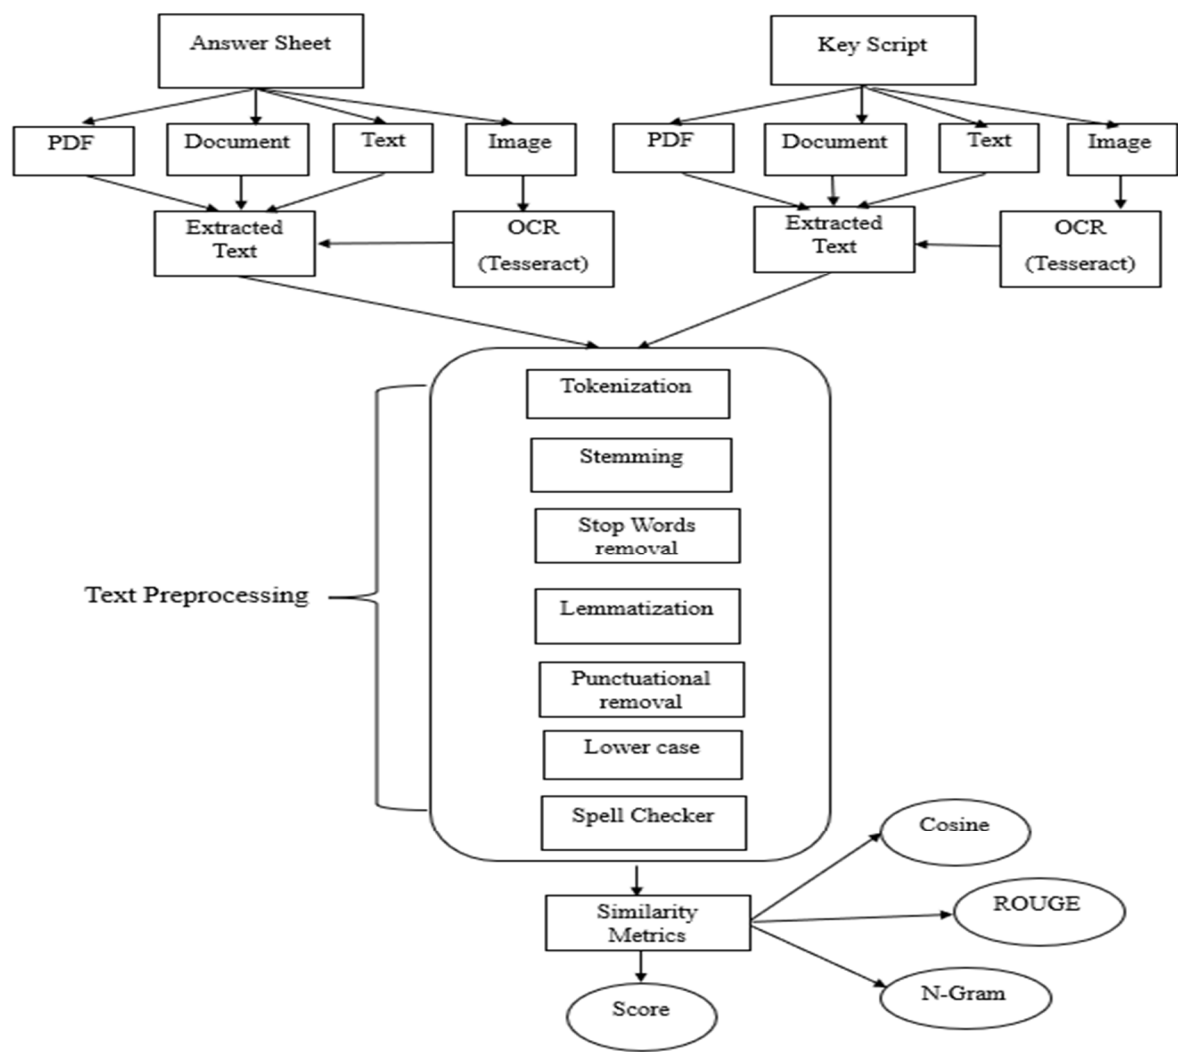 Answer Sheet
Key Script
PDF
Document
Text
Image
PDF
Document
Text
Image
Extracted
Text
OCR
(Tesseract)
Extracted
Text
OCR
(Tesseract)
Tokenization
Stemming
Stop Words
removal
Text Preprocessing
Lemmatization
Punctuational
removal
Lower case
Spell Checker
Cosine
Similarity
Metrics
ROUGE
N-Gram
Score